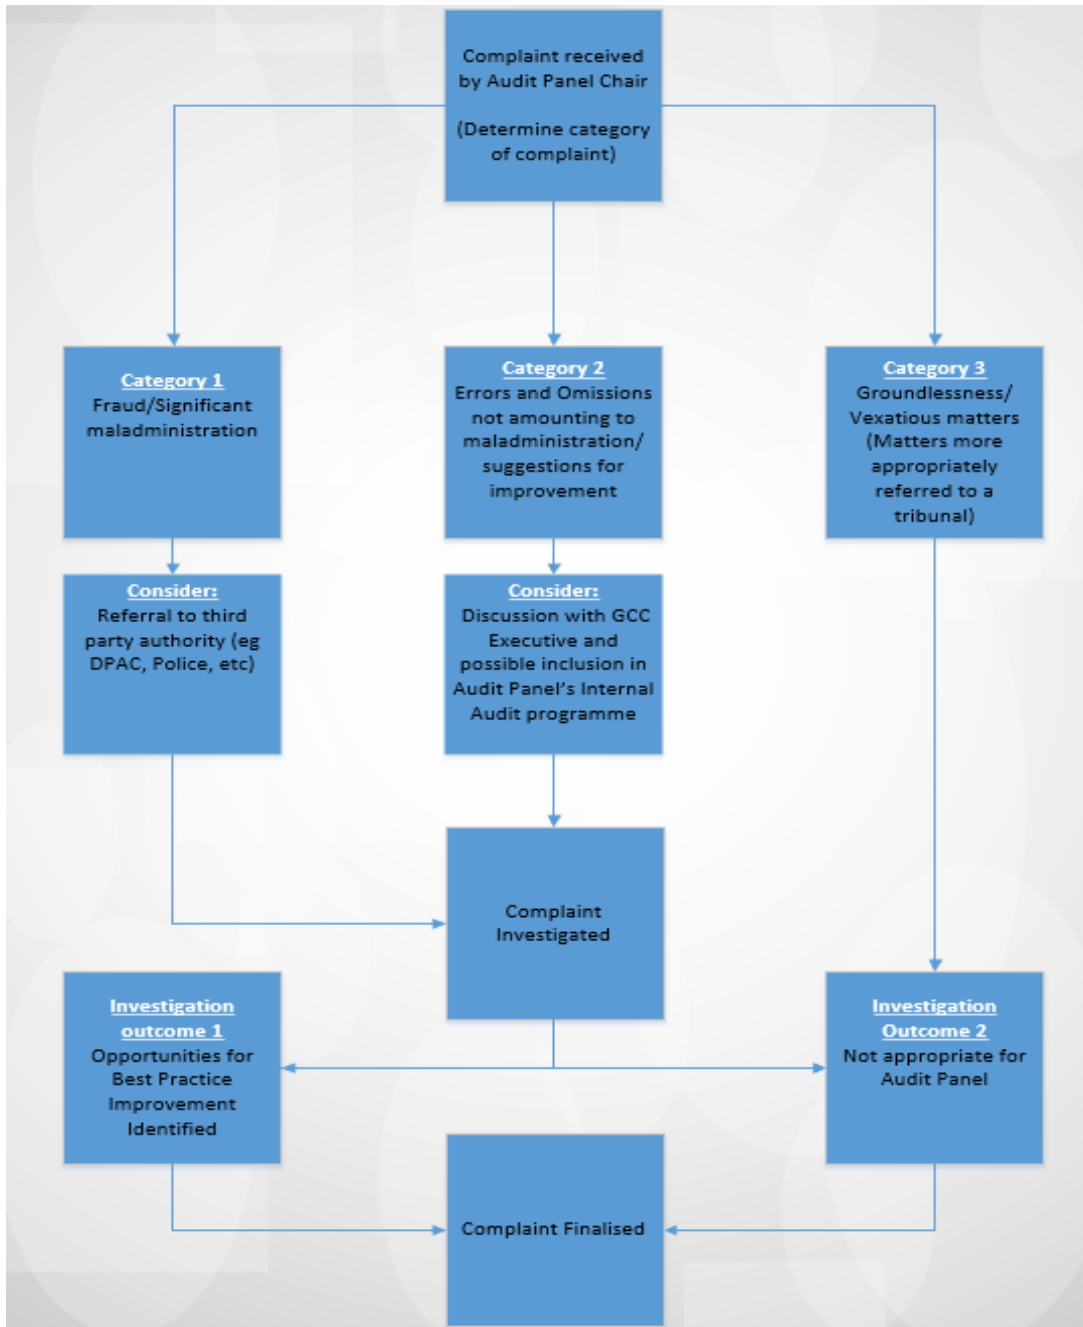 Complaint received
by Audit Panel Chair
(Determine category
of complaint)
Category 1
Fraud/Significant
maladministration
Category 2
Errors and Omissions
not amounting to
maladministration/
suggestions for
improvement
Category 3
Groundlessness/
Vexatious matters
(Matters more
appropriately
referred to a
tribunal)
Consider:
Referral to third
party authority (eg
DPAC, Police, etc)
Consider:
Discussion with GCC
Executive and
possible inclusion in
Audit Panel's Internal
Audit programme
Complaint
Investigated
Investigation
outcome 1
Opportunities for
Best Practice
Improvement
Identified
Investigation
Outcome 2
Not appropriate for
Audit Panel
Complaint Finalised